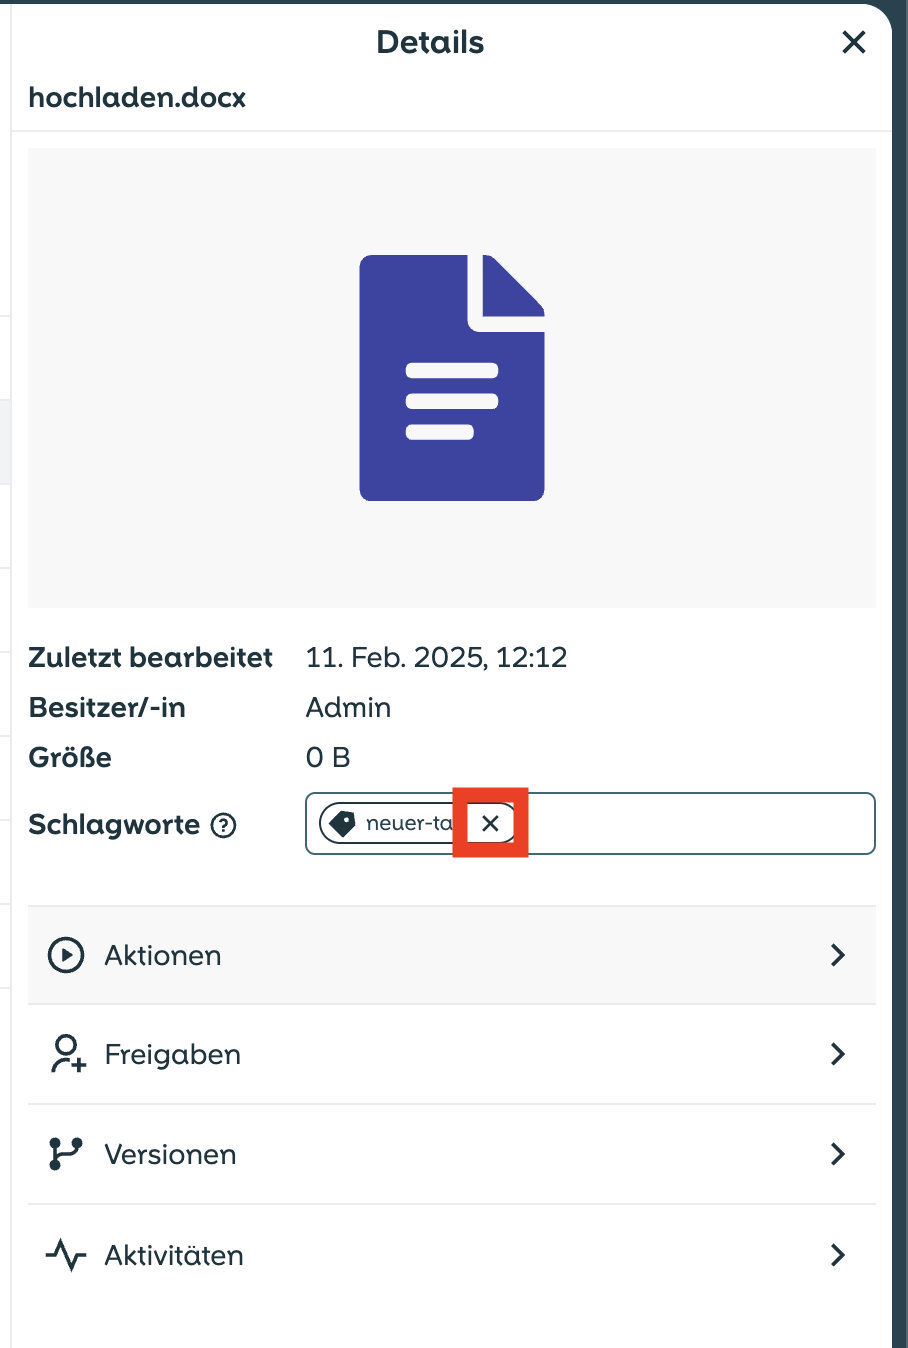 Details
hochladen.docx
Zuletzt bearbeitet 11. Feb. 2025, 12:12
Besitzer/-in Admin
Größe 0 B
Schlagworte neuer-ta
Aktionen
Freigaben
Versionen
Aktivitäten